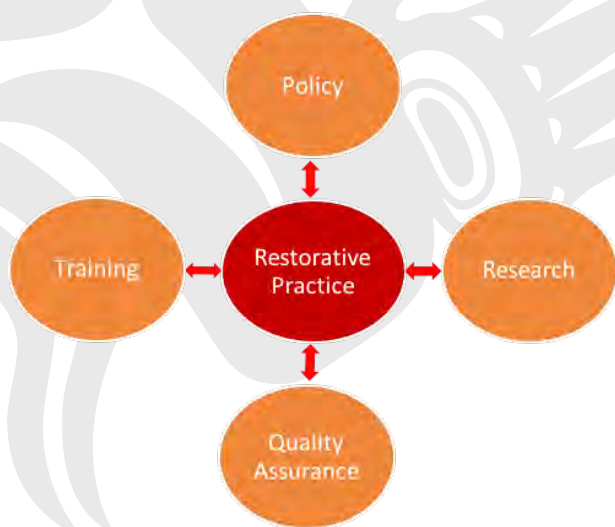 Policy
Training
Restorative
Practice
Research
Quality
Assurance